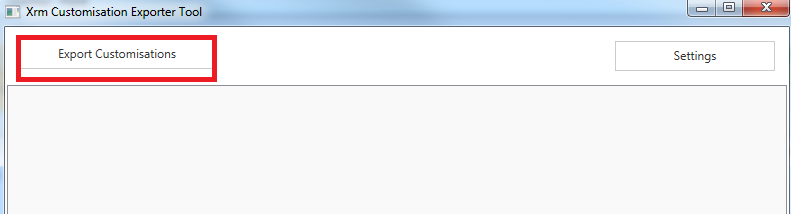 Xrm Customisation Exporter Tool
Export Customisations
Settings